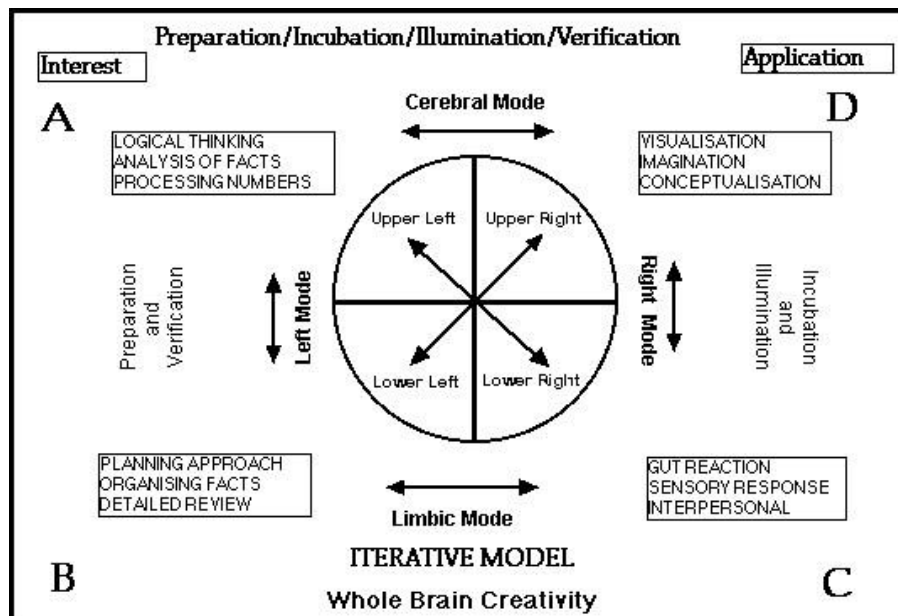 Preparation/Incubation/Illumination/Verification
Interest
Application
A
Cerebral Mode
D
LOGICAL THINKING
ANALYSIS OF FACTS
PROCESSING NUMBERS
VISUALISATION
IMAGINATION
CONCEPTUALISATION
Upper Left
Upper Right
Preparation
and
Verification
Left Mode
Right Mode
Incubation
and
Illumination
Lower Left
Lower Right
PLANNING APPROACH
ORGANISING FACTS
DETAILED REVIEW
GUT REACTION
SENSORY RESPONSE
INTERPERSONAL
Limbic Mode
ITERATIVE MODEL
B
C
Whole Brain Creativity